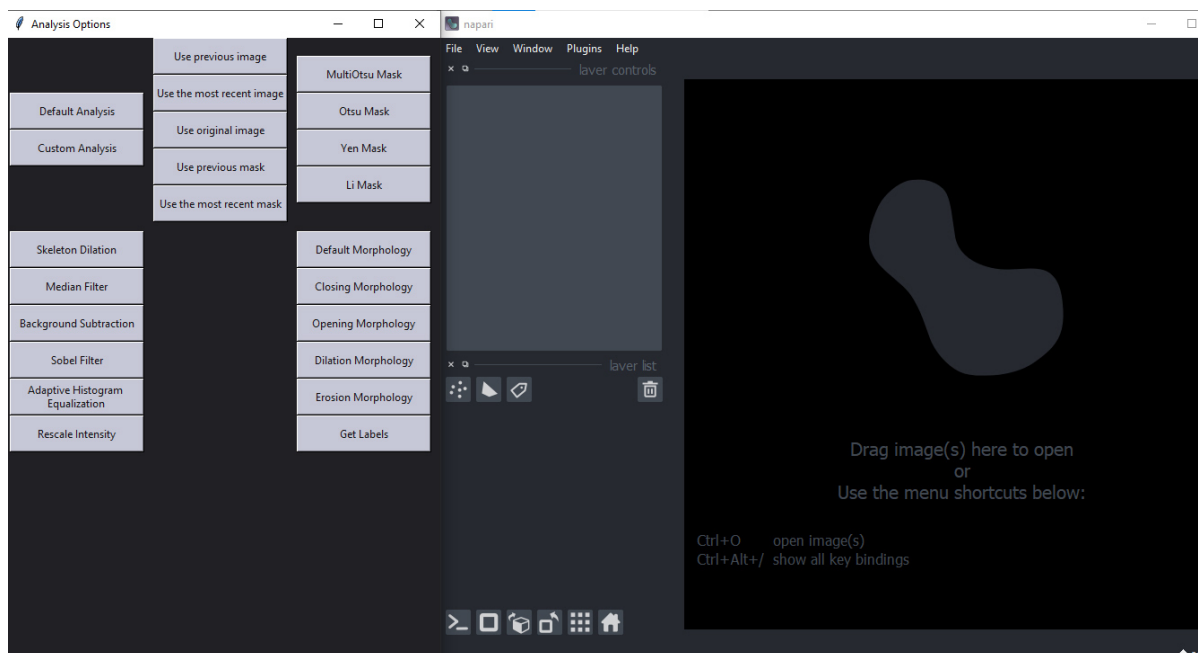 Analysis Options
Use previous image
Use the most recent image
Use original image
Use previous mask
Use the most recent mask
Default Analysis
Custom Analysis
MultiOtsu Mask
Otsu Mask
Yen Mask
Li Mask
Skeleton Dilation
Median Filter
Background Subtraction
Sobel Filter
Adaptive Histogram
Equalization
Rescale Intensity
Default Morphology
Closing Morphology
Opening Morphology
Dilation Morphology
Erosion Morphology
Get Labels
napari
File View Window Plugins Help
layer controls
layer list
Drag image(s) here to open
or
Use the menu shortcuts below:
Ctrl+O open image(s)
Ctrl+Alt+/ show all key bindings